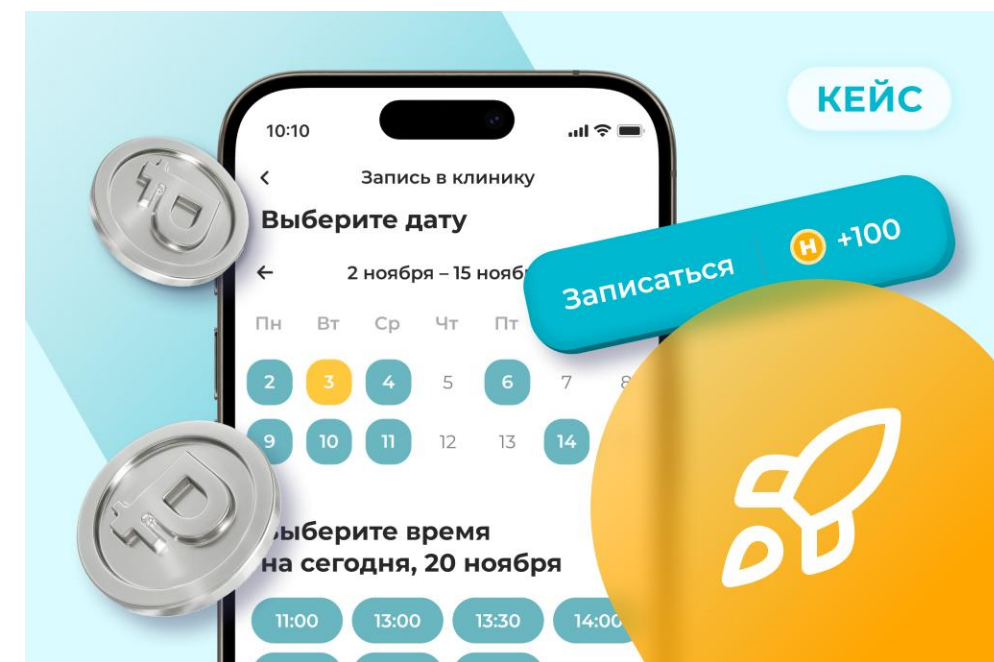 КЕЙС
10:10
Запись в клинику
Выберите дату
2 ноября – 15 нояб
Записаться
H +100
Пн Вт Ср Чт Пт
2 3 4 5 6 7 8
9 10 11 12 13 14
ыберите время
на сегодня, 20 ноября
11:00 13:00 13:30 14:00